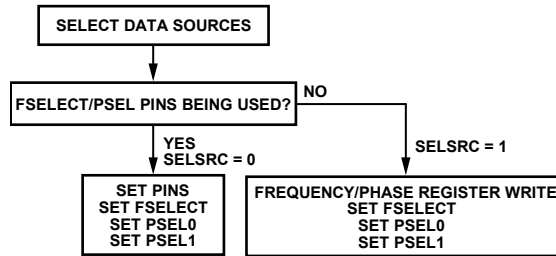 SELECT DATA SOURCES
FSELECT/PSEL PINS BEING USED?
NO
YES
SELSRC = 0
SELSRC = 1
SET PINS
SET FSELECT
SET PSEL0
SET PSEL1
FREQUENCY/PHASE REGISTER WRITE
SET FSELECT
SET PSEL0
SET PSEL1